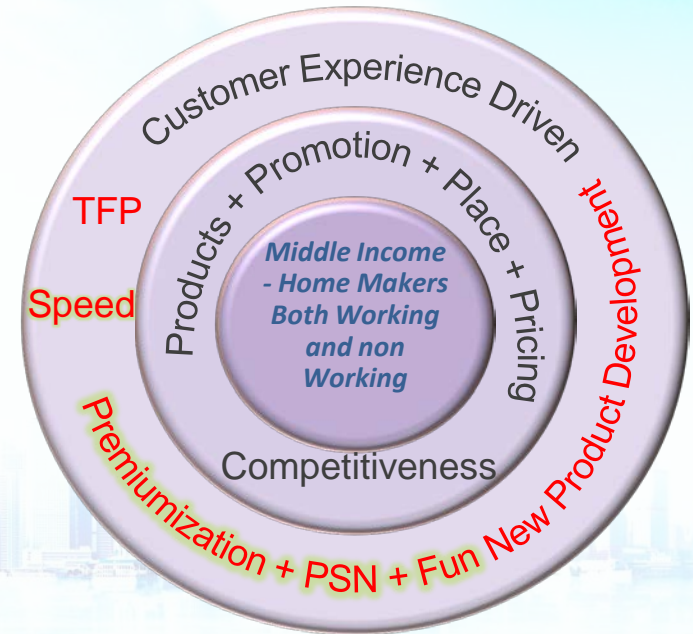 Customer Experience Driven
TFP
Speed
Premiumization + PSN + Fun
New Product Development
Products + Promotion + Place + Pricing
Competitiveness
Middle Income
- Home Makers
Both Working
and non
Working